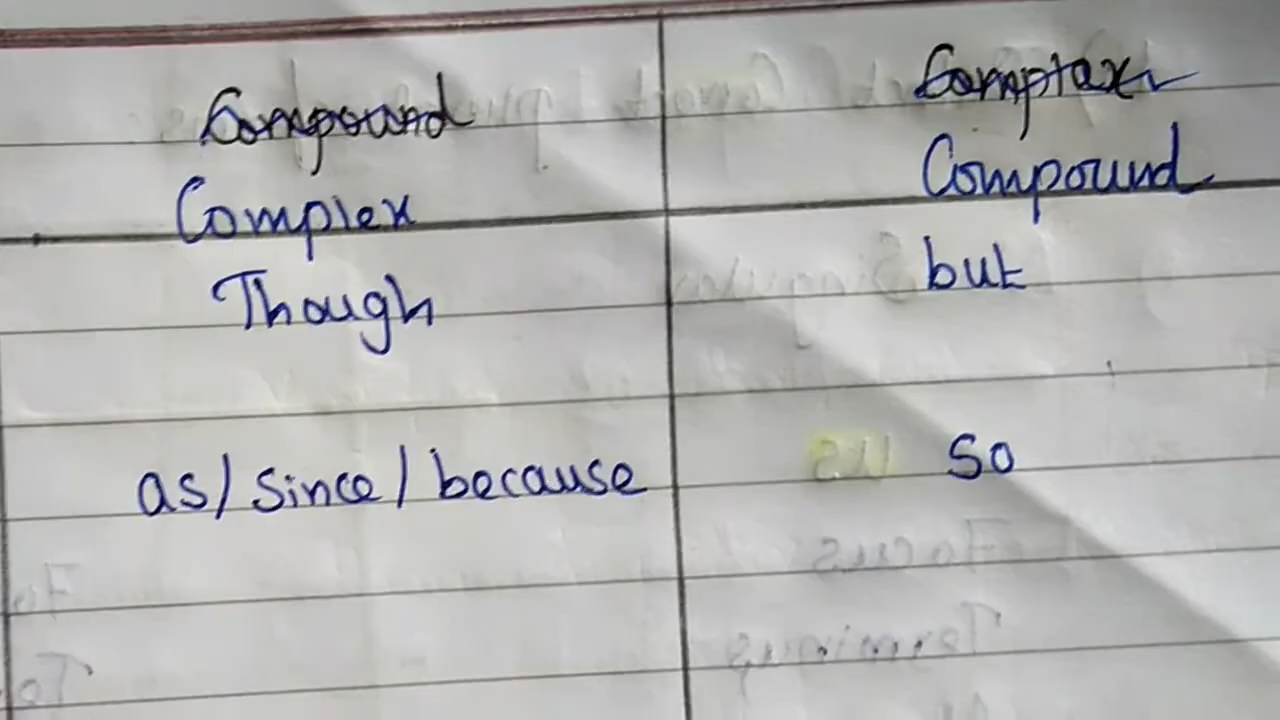 Compound Complex
Complex Compound
Though but
as/since/because so